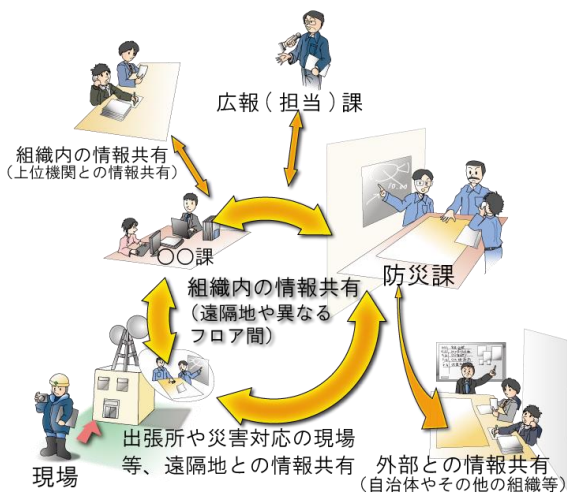 広報(担当)課
組織内の情報共有
(上位機関との情報共有)
〇〇課
防災課
組織内の情報共有
(遠隔地や異なる
フロア間)
出張所や災害対応の現場
等、遠隔地との情報共有
現場
外部との情報共有
(自治体やその他の組織等)